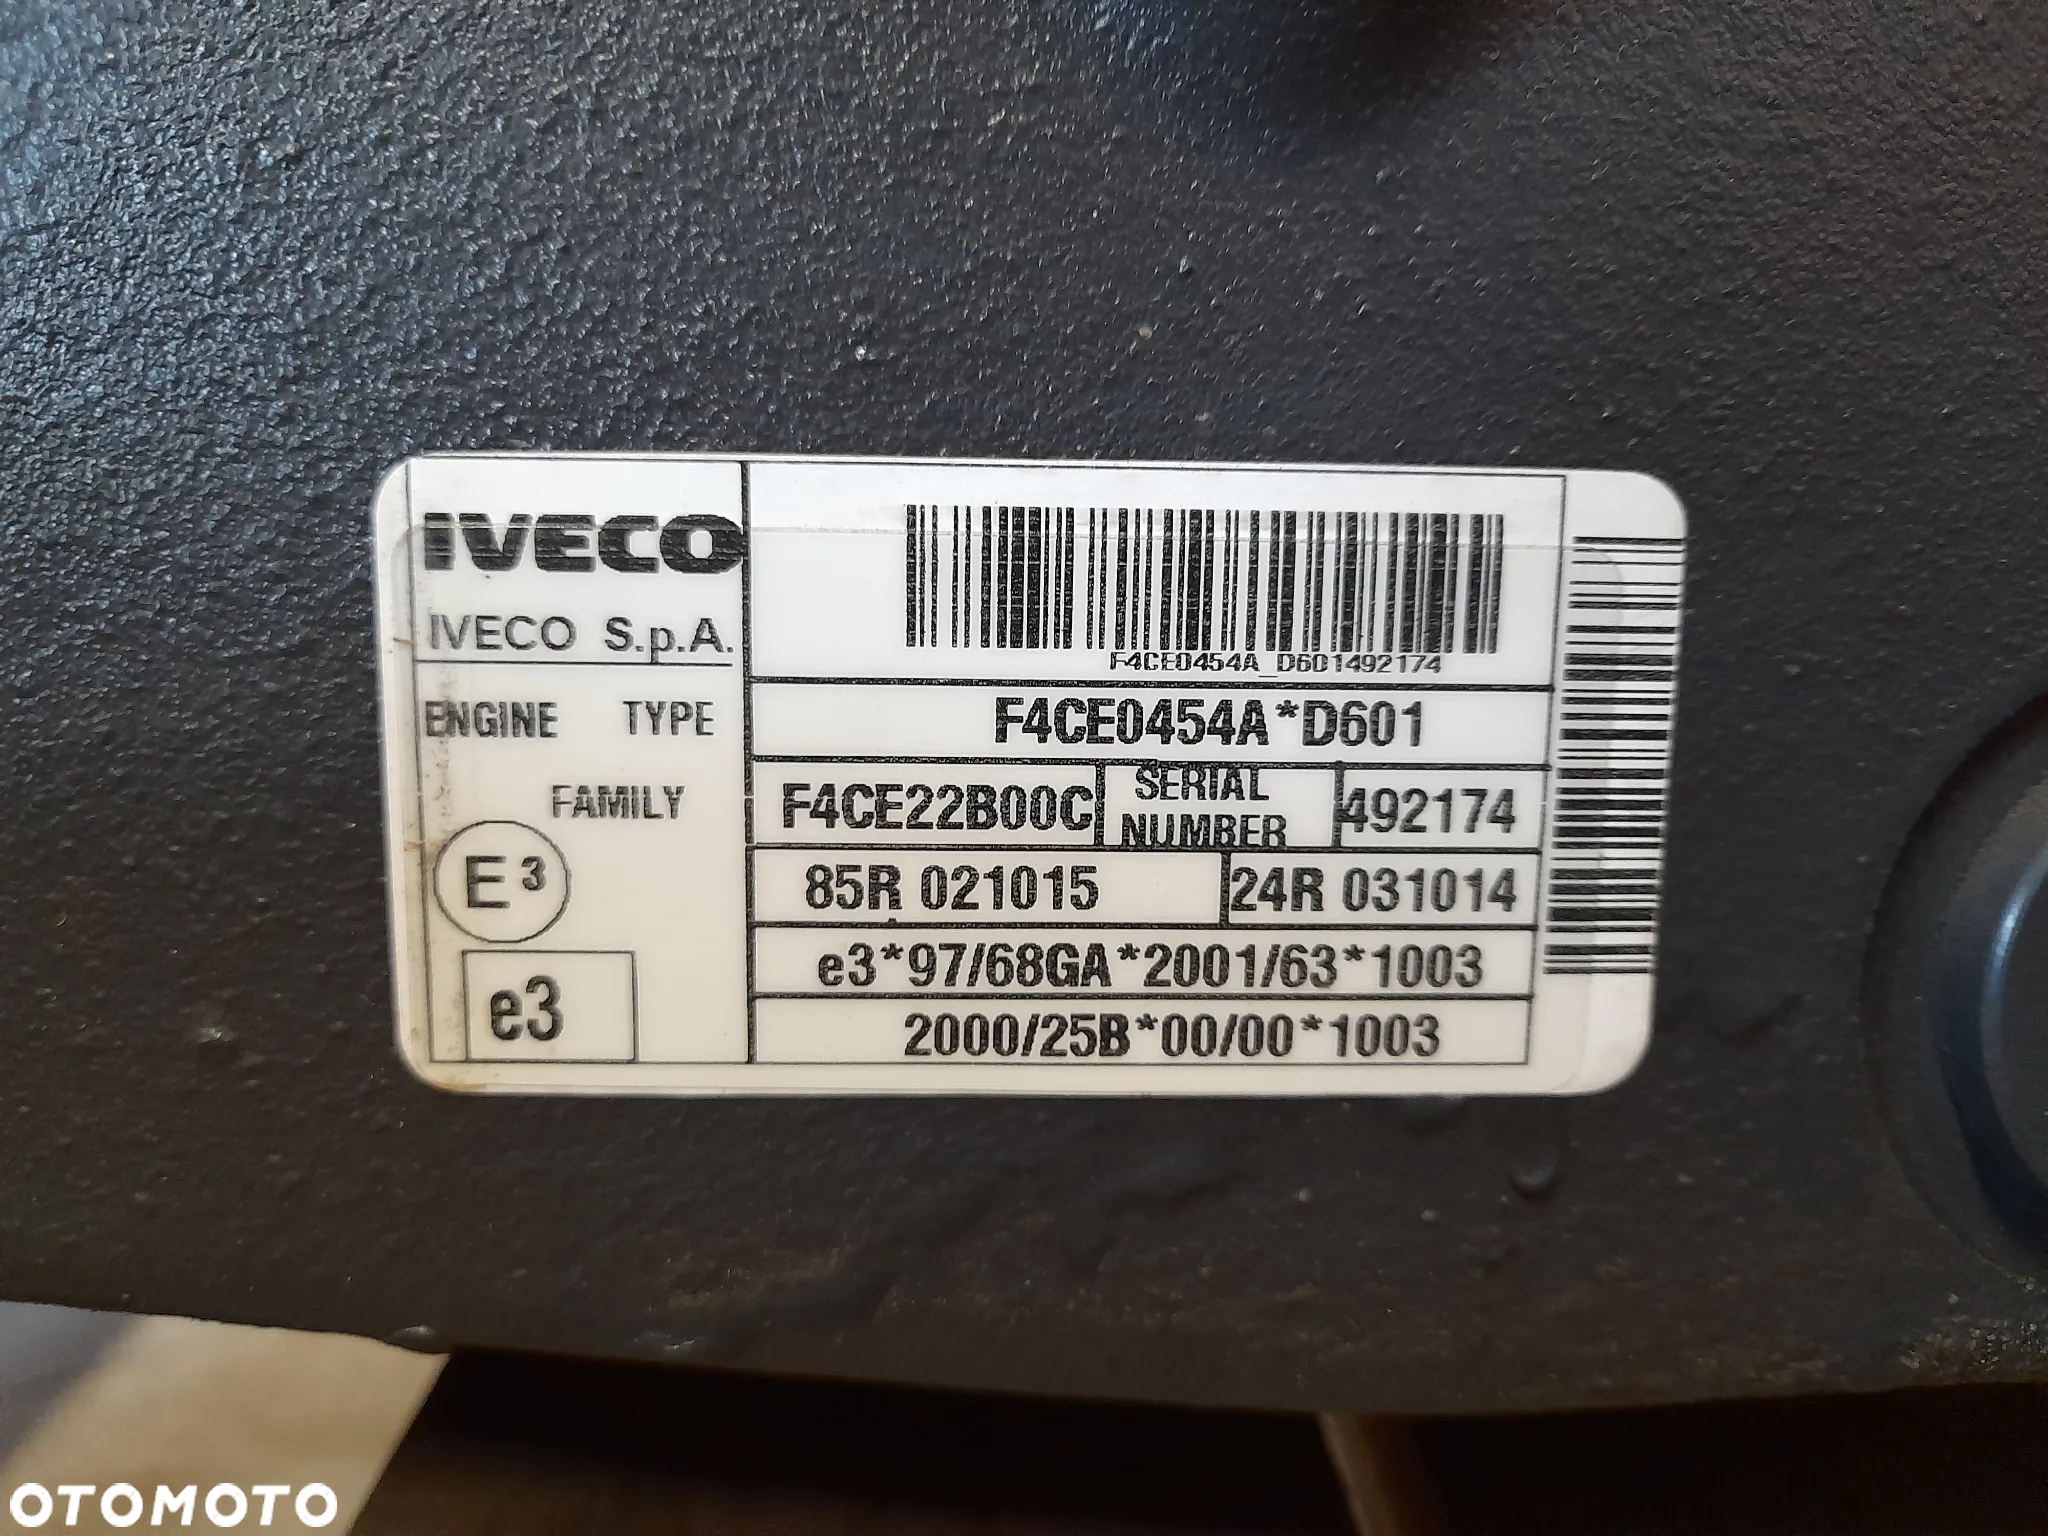 IVECO
IVECO S.p.A.
F4CE0454A_D601492174
ENGINE TYPE
F4CE0454A*D601
FAMILY
F4CE22B00C
SERIAL
NUMBER
492174
E3
85R 021015
24R 031014
e3
e3*97/68GA*2001/63*1003
2000/25B*00/00*1003
OTOMOTO